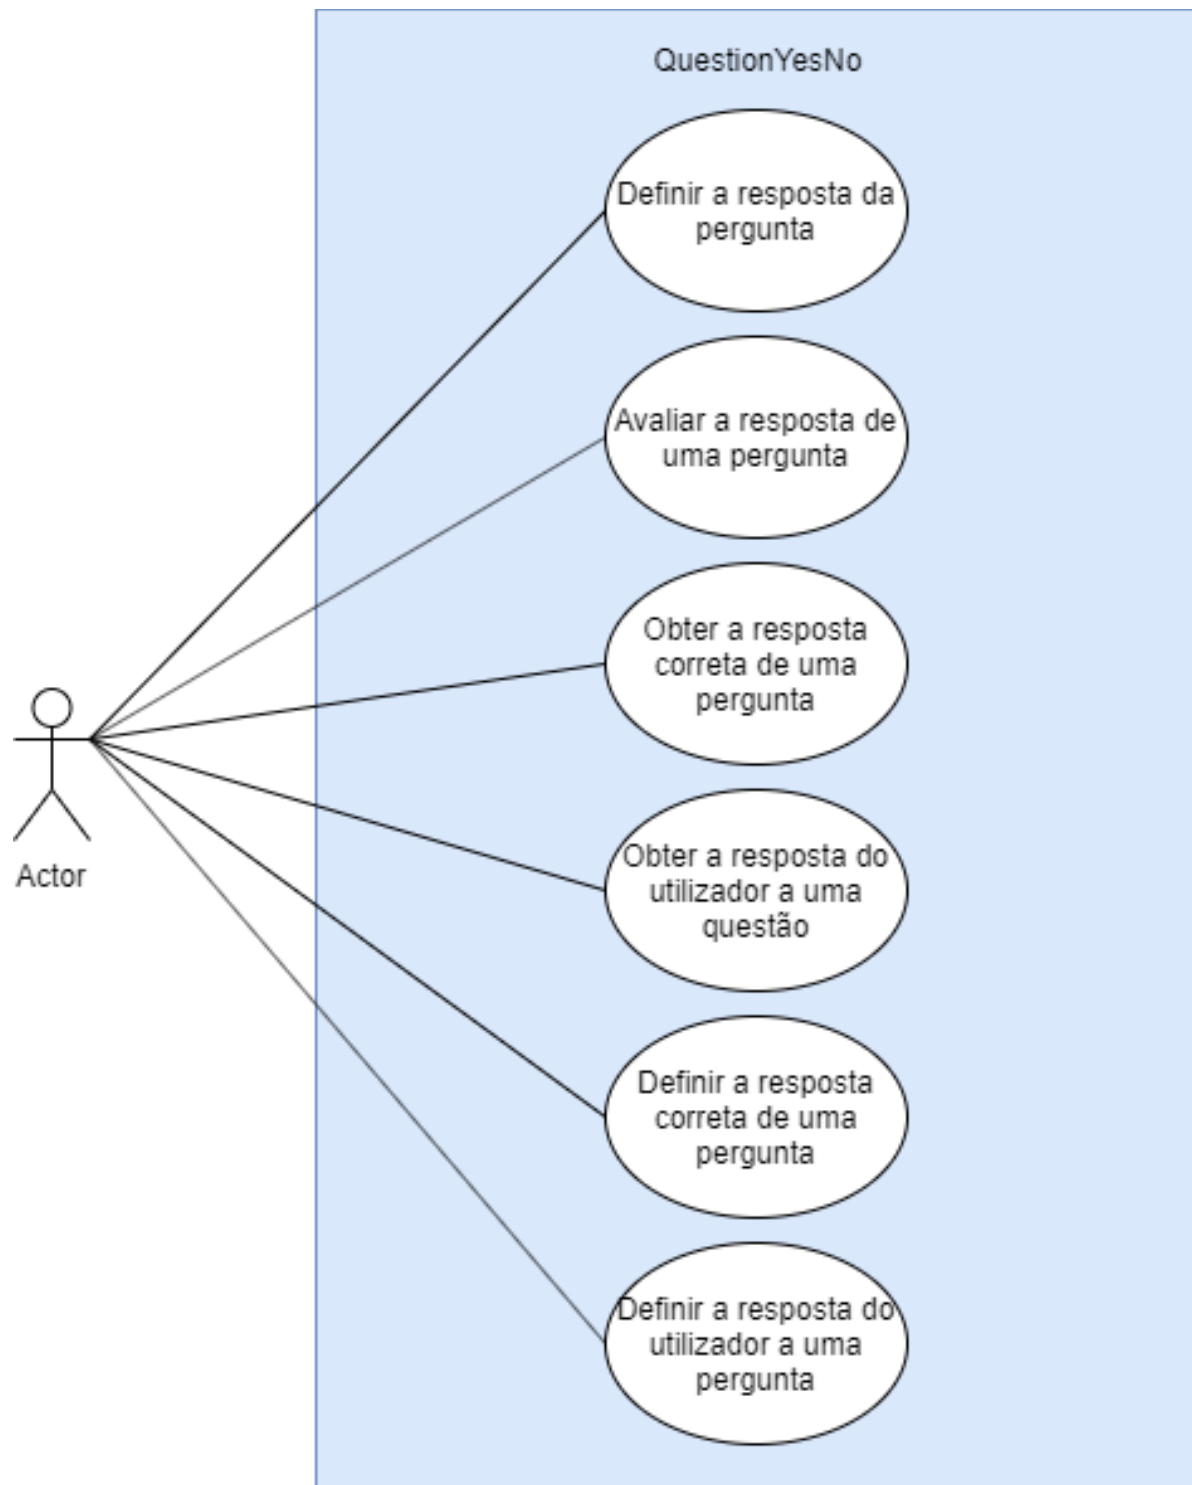 QuestionYesNo
Definir a resposta da
pergunta
Avaliar a resposta de
uma pergunta
Obter a resposta
correta de uma
pergunta
Actor
Obter a resposta do
utilizador a uma
questão
Definir a resposta
correta de uma
pergunta
Definir a resposta do
utilizador a uma
pergunta